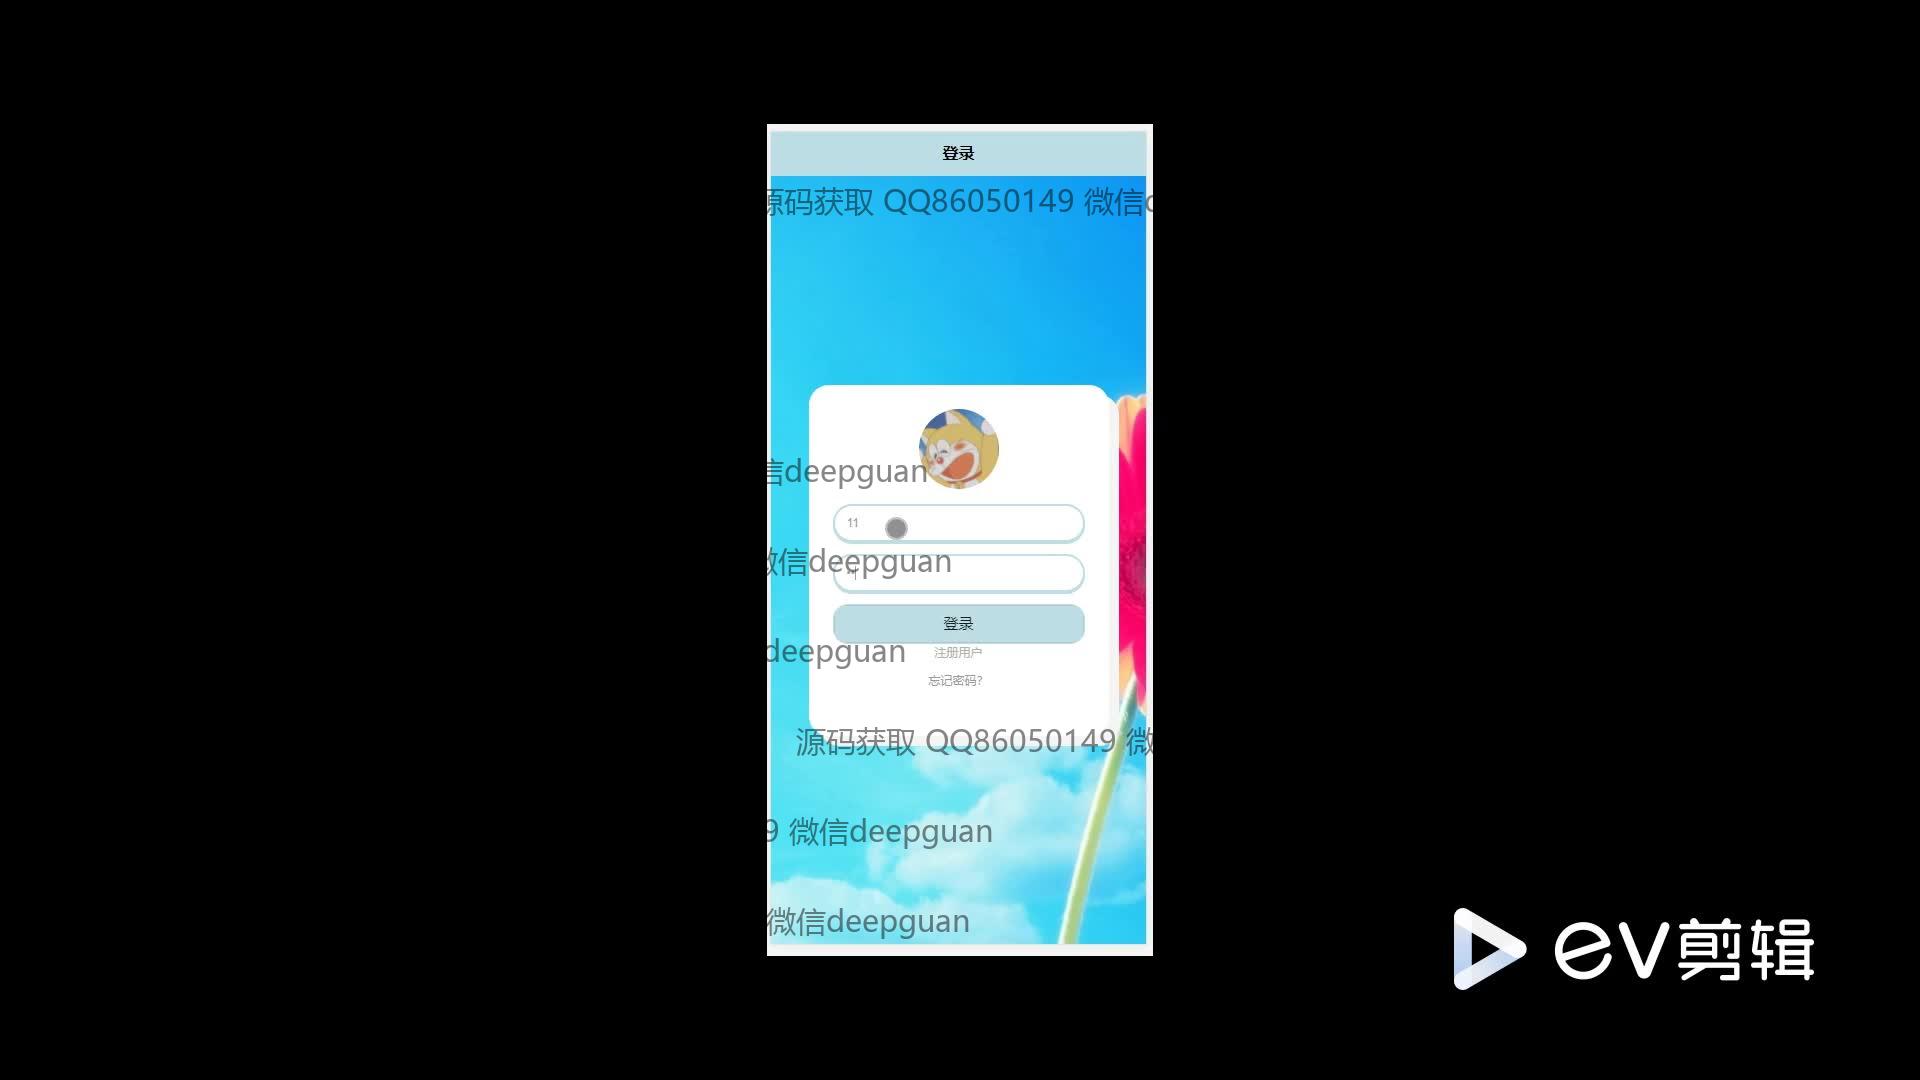 登录
源码获取 QQ86050149 微信d
信deepguan
11
微信deepguan
**
登录
deepguan
注册用户
忘记密码?
源码获取 QQ86050149 微
9 微信deepguan
微信deepguan
ev剪辑